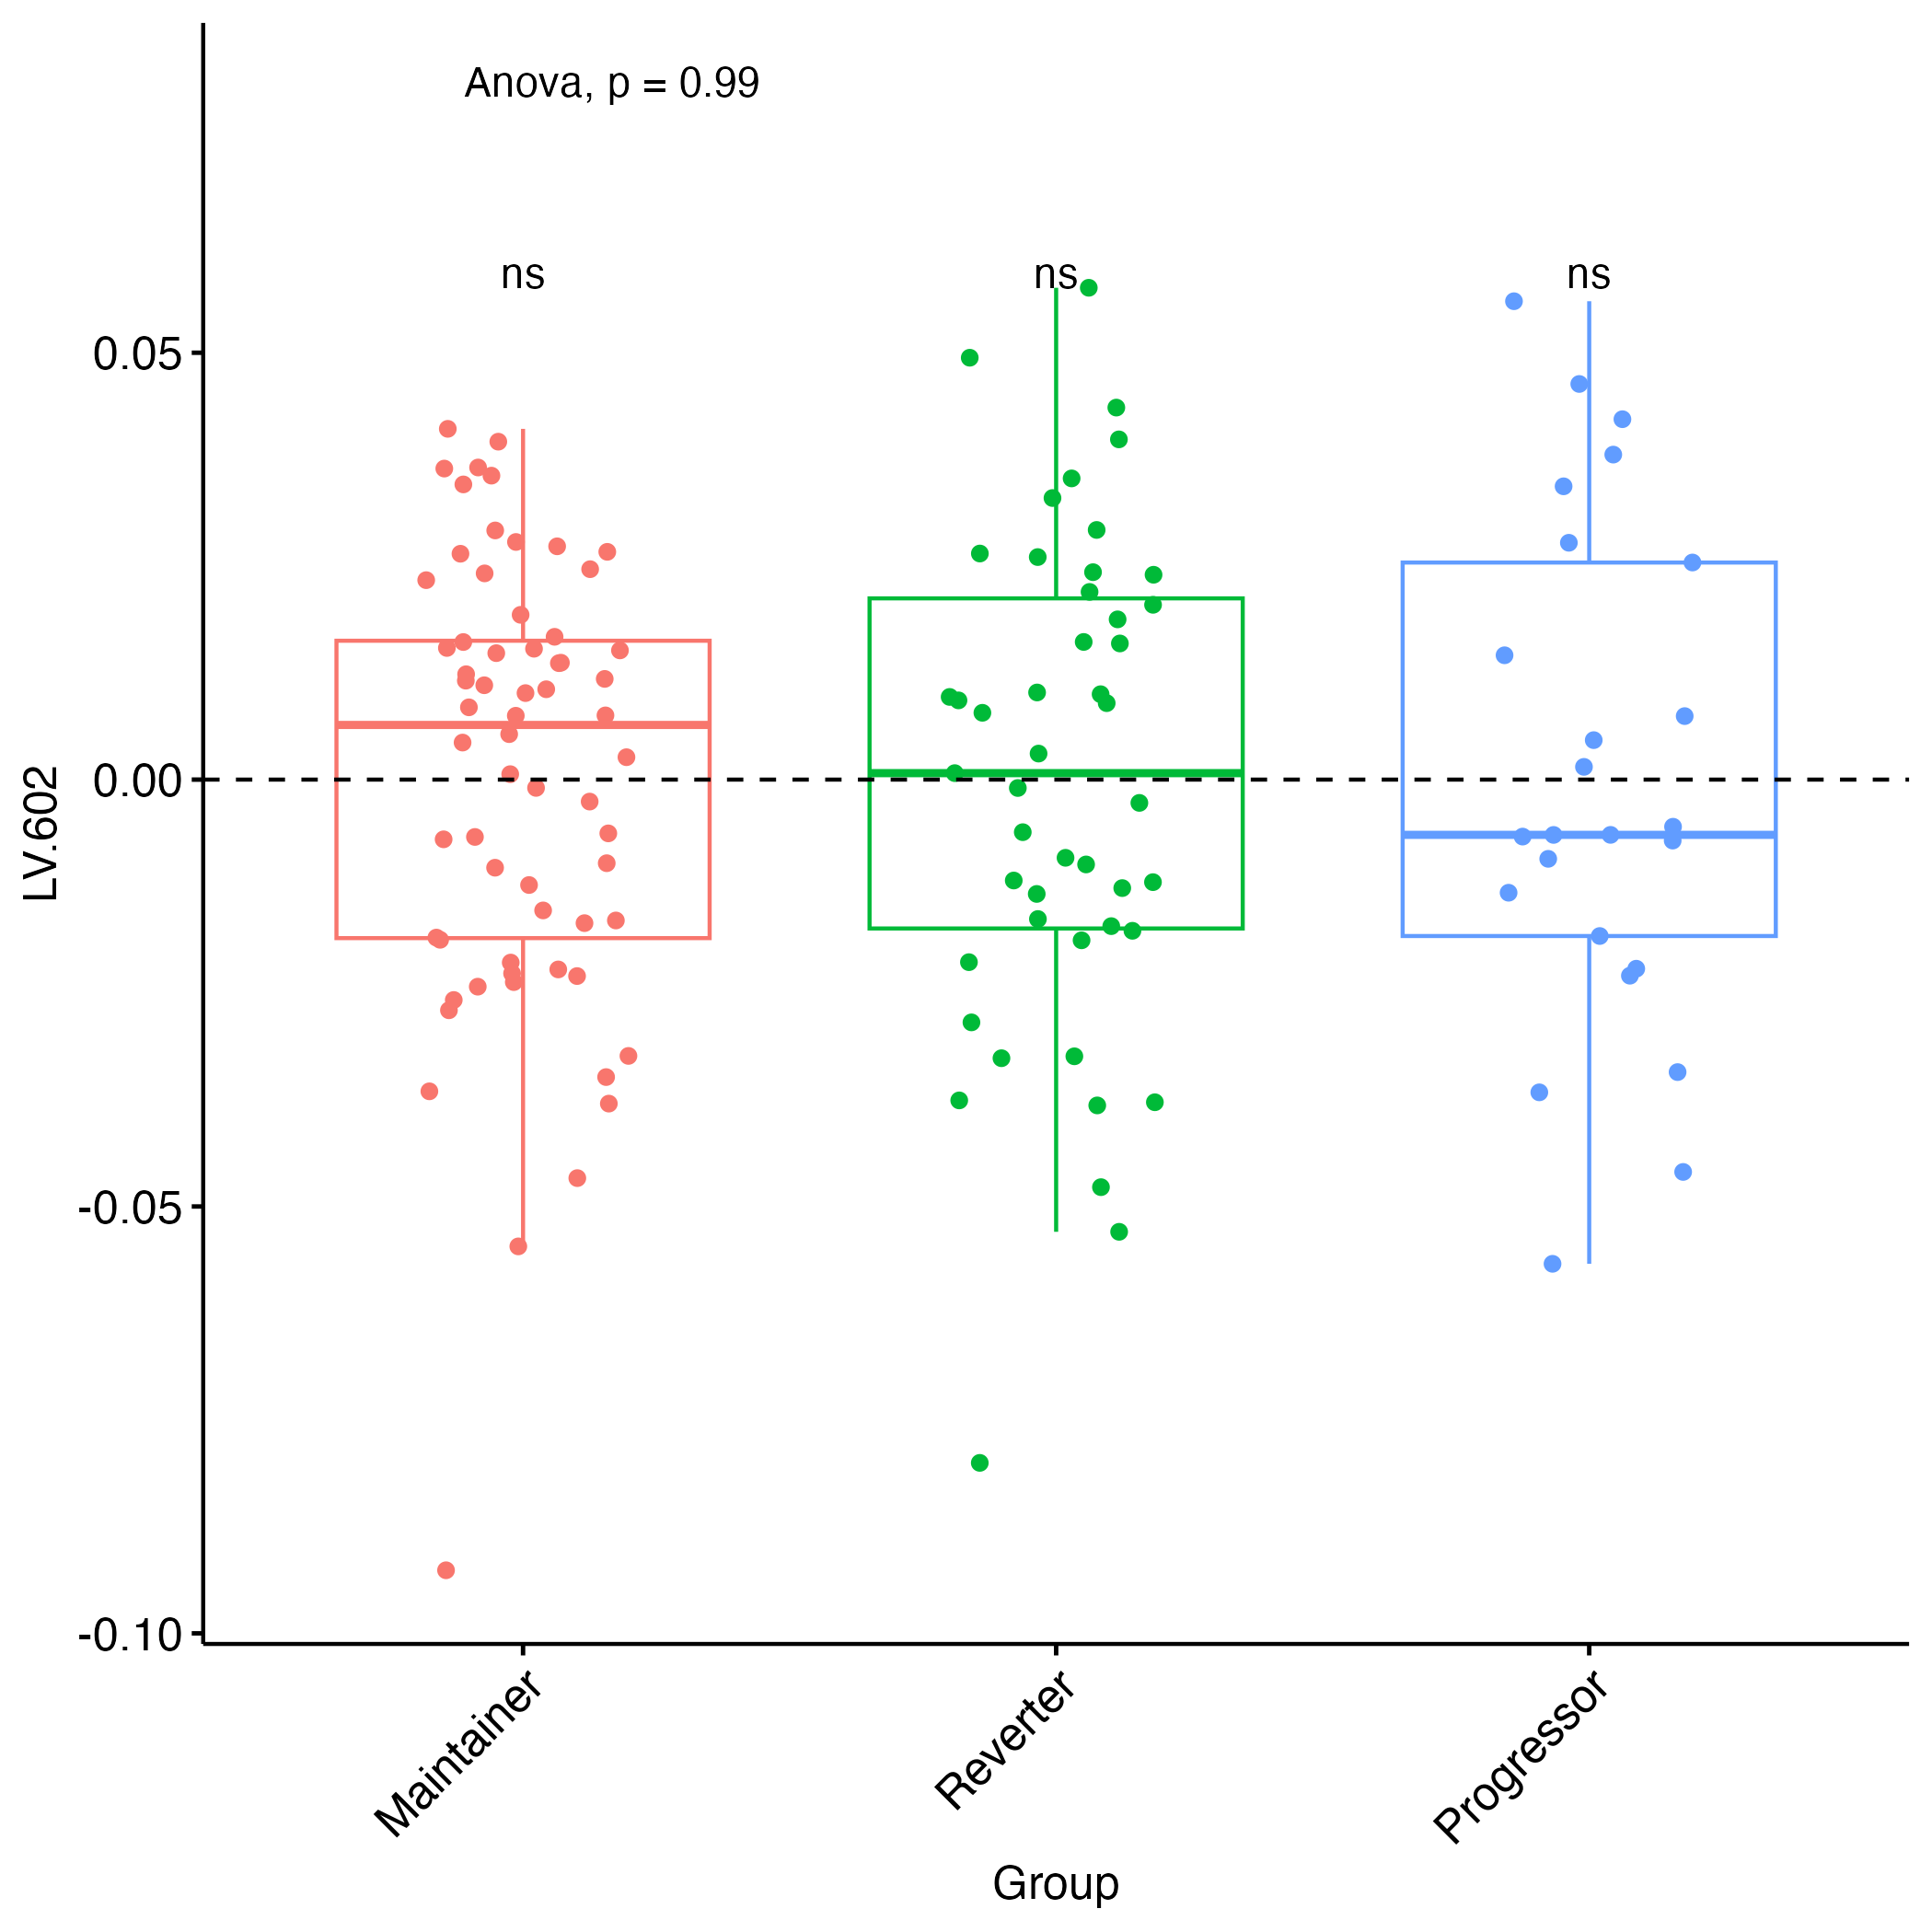 Anova, p = 0.99
ns ns ns
0.05
0.00
-0.05
-0.10
LV.602
Maintainer Reverter Progressor
Group